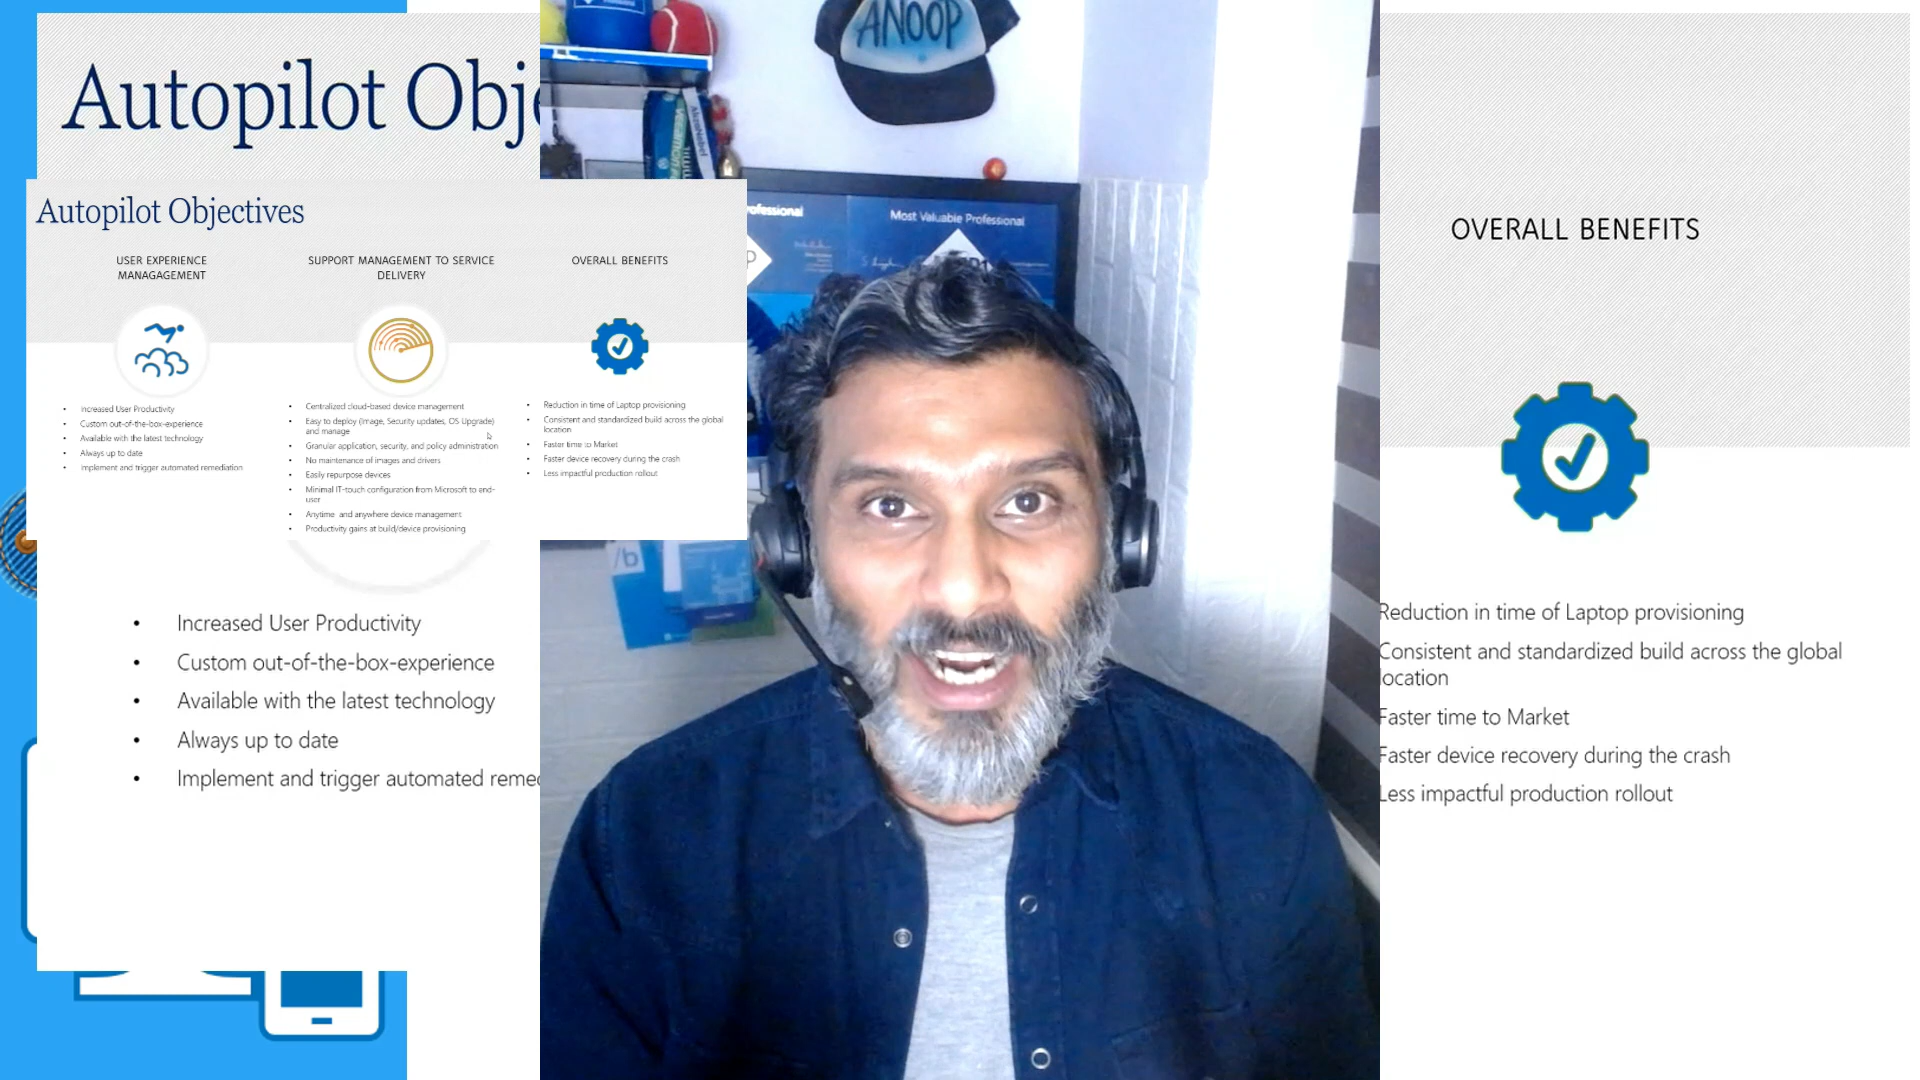 Autopilot Obje
ANOOP
Autopilot Objectives
USER EXPERIENCE
MANAGAGEMENT
Increased User Productivity
Custom out-of-the-box-experience
Available with the latest technology
Always up to date
Implement and trigger automated remediation
SUPPORT MANAGEMENT TO SERVICE
DELIVERY
Centralized cloud-based device management
Easy to deploy (Image, Security updates, OS Upgrade)
and manage
Granular application, security, and policy administration
No maintenance of images and drivers
Easily repurpose devices
Minimal IT-touch configuration from Microsoft to end-
user
Anytime and anywhere device management
Productivity gains at build/device provisioning
OVERALL BENEFITS
Reduction in time of Laptop provisioning
Consistent and standardized build across the global
location
Faster time to Market
Faster device recovery during the crash
Less impactful production rollout
rofessional
Most Valuable Professional
Increased User Productivity
Custom out-of-the-box-experience
Available with the latest technology
Always up to date
Implement and trigger automated remed
OVERALL BENEFITS
Reduction in time of Laptop provisioning
Consistent and standardized build across the global
location
Faster time to Market
Faster device recovery during the crash
Less impactful production rollout